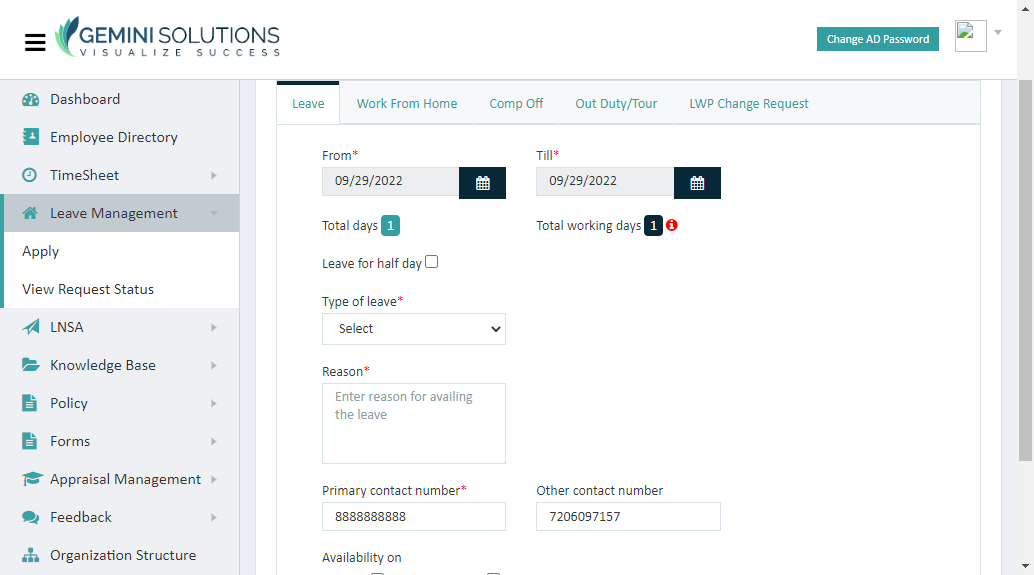 GEMINI SOLUTIONS
VISUALIZE SUCCESS
Change AD Password
Dashboard
Employee Directory
TimeSheet
Leave Management
Apply
View Request Status
LNSA
Knowledge Base
Policy
Forms
Appraisal Management
Feedback
Organization Structure
Leave Work From Home Comp Off Out Duty/Tour LWP Change Request
From* Till*
09/29/2022 09/29/2022
Total days 1 Total working days 1
Leave for half day
Type of leave*
Select
Reason*
Enter reason for availing
the leave
Primary contact number* Other contact number
8888888888 7206097157
Availability on